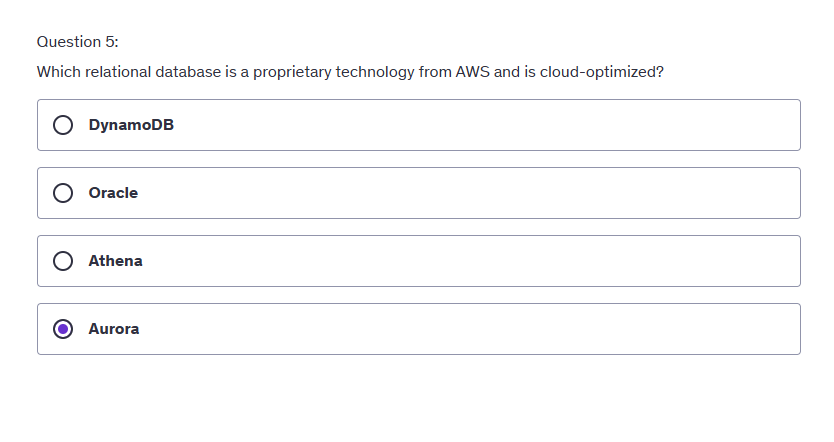 Question 5:
Which relational database is a proprietary technology from AWS and is cloud-optimized?
DynamoDB
Oracle
Athena
Aurora